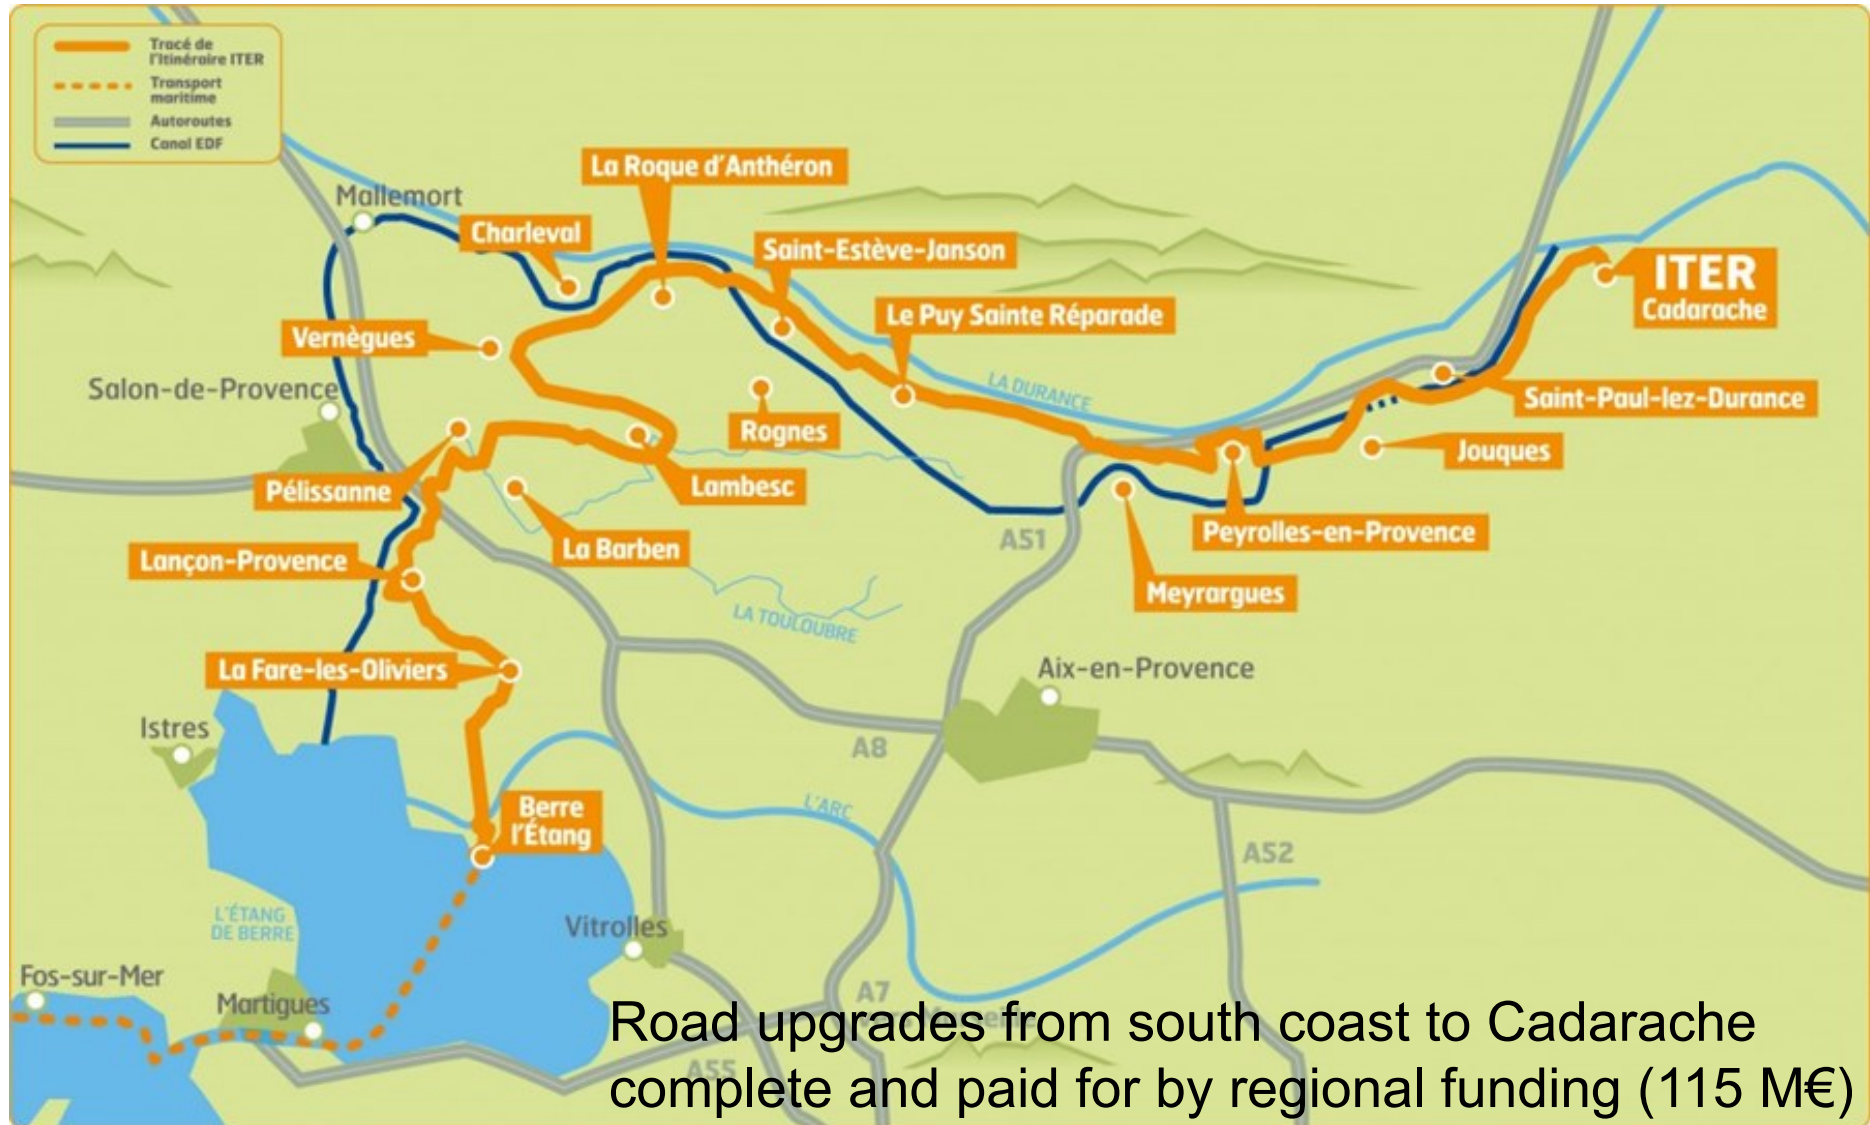 Tracé de
l'Itinéraire ITER
Transport
maritime
Autoroutes
Canal EDF
La Roque d'Anthéron
Mallemort
Charleval
Saint-Estève-Janson
ITER
Cadarache
Le Puy Sainte Réparade
Vernègues
Salon-de-Provence
LA DURANCE
Saint-Paul-lez-Durance
Rognes
Jouques
Pélissanne
Lambesc
La Barben
A51
Peyrolles-en-Provence
Lançon-Provence
Meyrargues
LA TOULOUBRE
La Fare-les-Oliviers
Aix-en-Provence
Istres
A8
Berre
l'Étang
L'ARC
A52
L'ÉTANG
DE BERRE
Vitrolles
Fos-sur-Mer
Martigues
A7
Road upgrades from south coast to Cadarache
A55
complete and paid for by regional funding (115 M€)